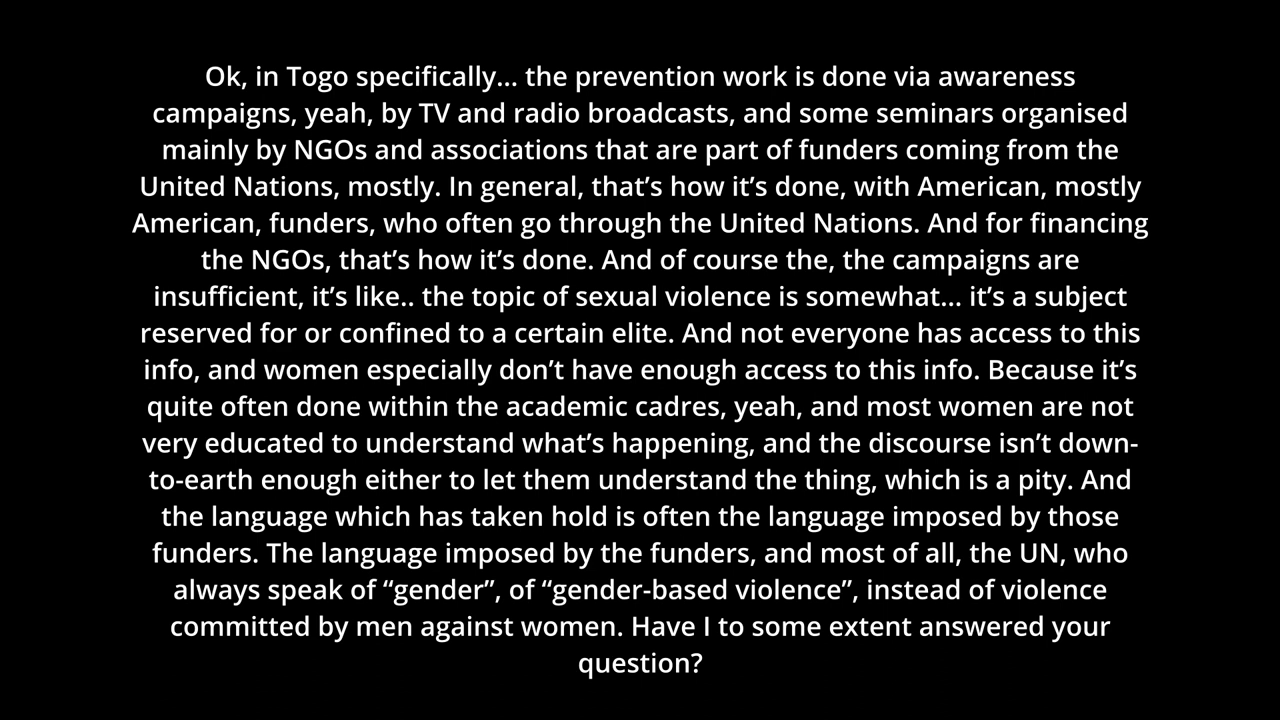 Ok, in Togo specifically... the prevention work is done via awareness
campaigns, yeah, by TV and radio broadcasts, and some seminars organised
mainly by NGOs and associations that are part of funders coming from the
United Nations, mostly. In general, that’s how it’s done, with American, mostly
American, funders, who often go through the United Nations. And for financing
the NGOs, that’s how it’s done. And of course the, the campaigns are
insufficient, it’s like.. the topic of sexual violence is somewhat... it’s a subject
reserved for or confined to a certain elite. And not everyone has access to this
info, and women especially don’t have enough access to this info. Because it’s
quite often done within the academic cadres, yeah, and most women are not
very educated to understand what’s happening, and the discourse isn’t down-
to-earth enough either to let them understand the thing, which is a pity. And
the language which has taken hold is often the language imposed by those
funders. The language imposed by the funders, and most of all, the UN, who
always speak of “gender”, of “gender-based violence”, instead of violence
committed by men against women. Have I to some extent answered your
question?